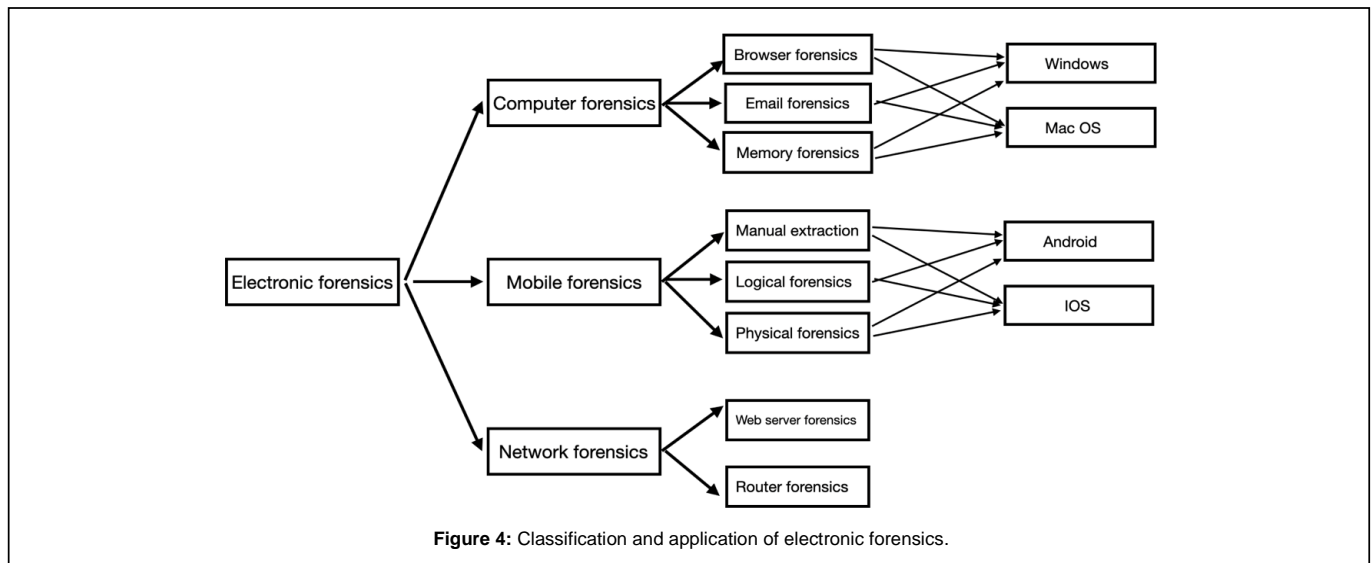 Electronic forensics
Computer forensics
Browser forensics
Email forensics
Memory forensics
Windows
Mac OS
Mobile forensics
Manual extraction
Logical forensics
Physical forensics
Android
IOS
Network forensics
Web server forensics
Router forensics
Figure 4: Classification and application of electronic forensics.